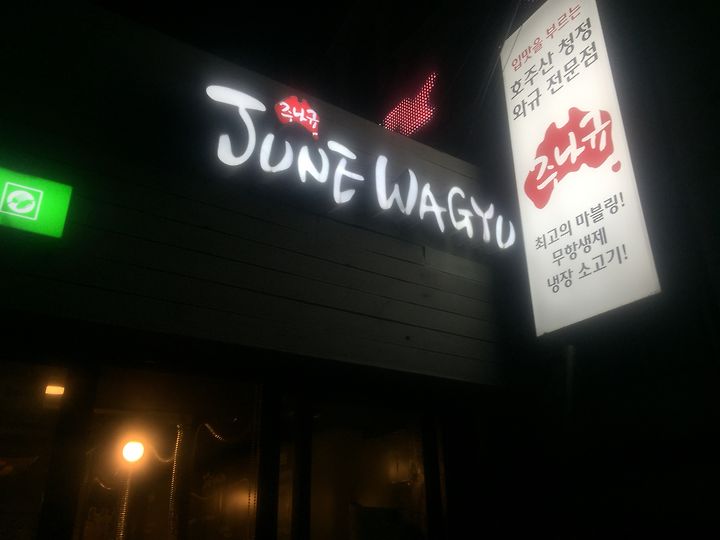 주나규
JUNE WAGYU
입맛을 부르는
호주산 청정
와규 전문점
주나규
최고의 마블링!
무항생제
냉장 소고기!